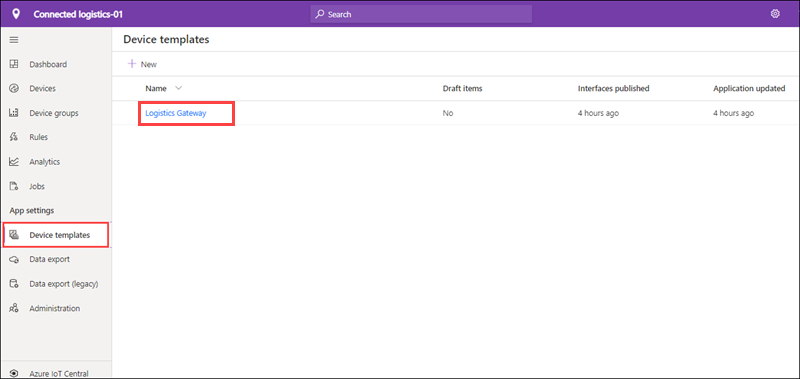 Connected logistics-01
Search
Device templates
New
Dashboard
Devices
Device groups
Rules
Analytics
Jobs
App settings
Device templates
Data export
Data export (legacy)
Administration
Azure IoT Central
Name Draft items Interfaces published Application updated
Logistics Gateway No 4 hours ago 4 hours ago